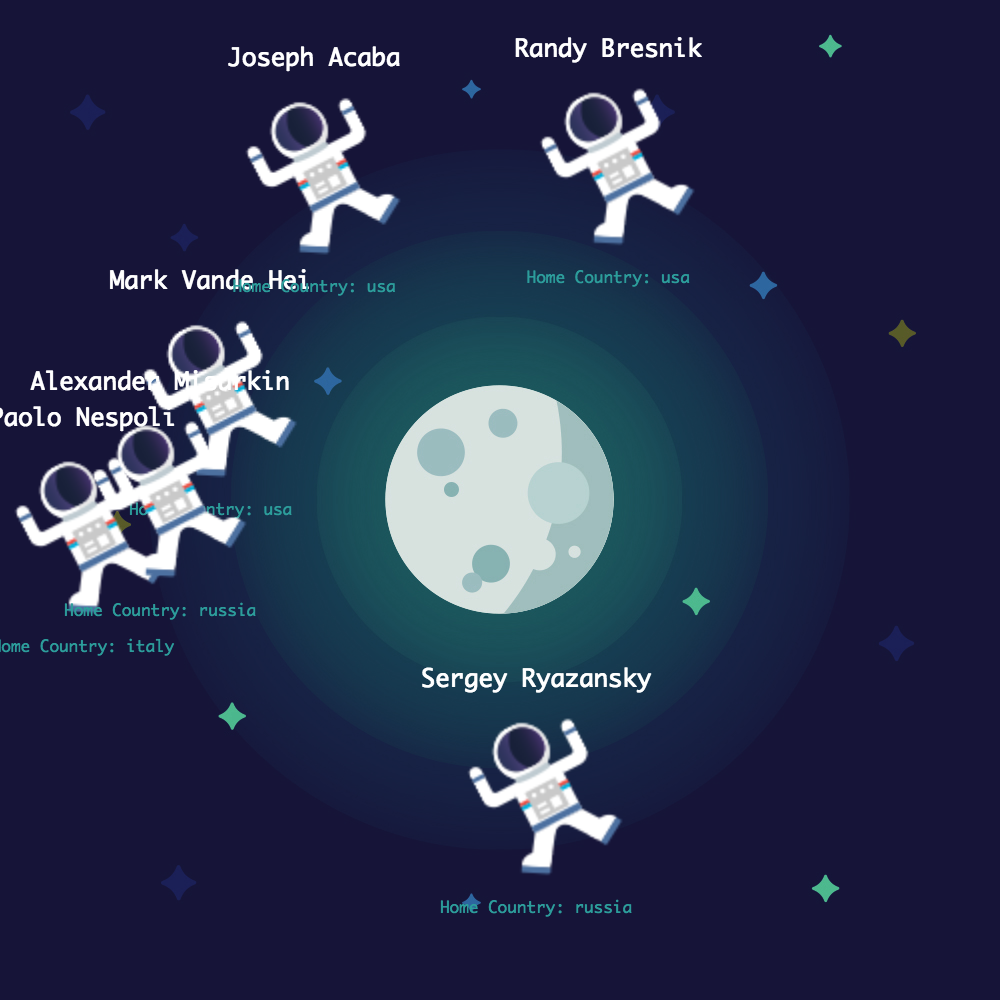 Randy Bresnik
Joseph Acaba
Home Country: usa
Mark Vande Hei
Home Country: usa
Alexander Misurkin
Paolo Nespoli
Home Country: usa
Home Country: russia
Home Country: italy
Sergey Ryazansky
Home Country: russia